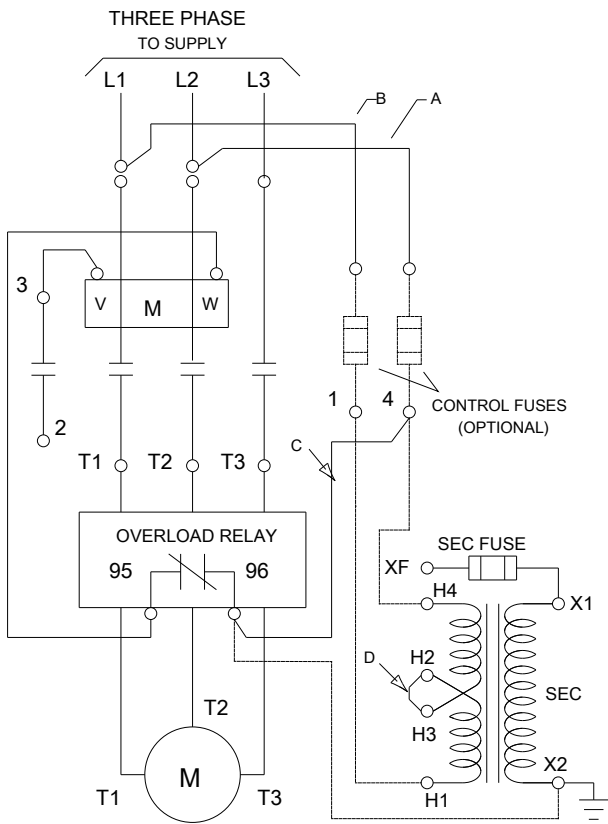 THREE PHASE
TO SUPPLY
L1 L2 L3
B A
3
V M W
1 4
CONTROL FUSES
(OPTIONAL)
2
T1 T2 T3
C
OVERLOAD RELAY
95 96
SEC FUSE
XF
H4 X1
D H2
SEC
H3
T2
X2
M
T1 T3
H1